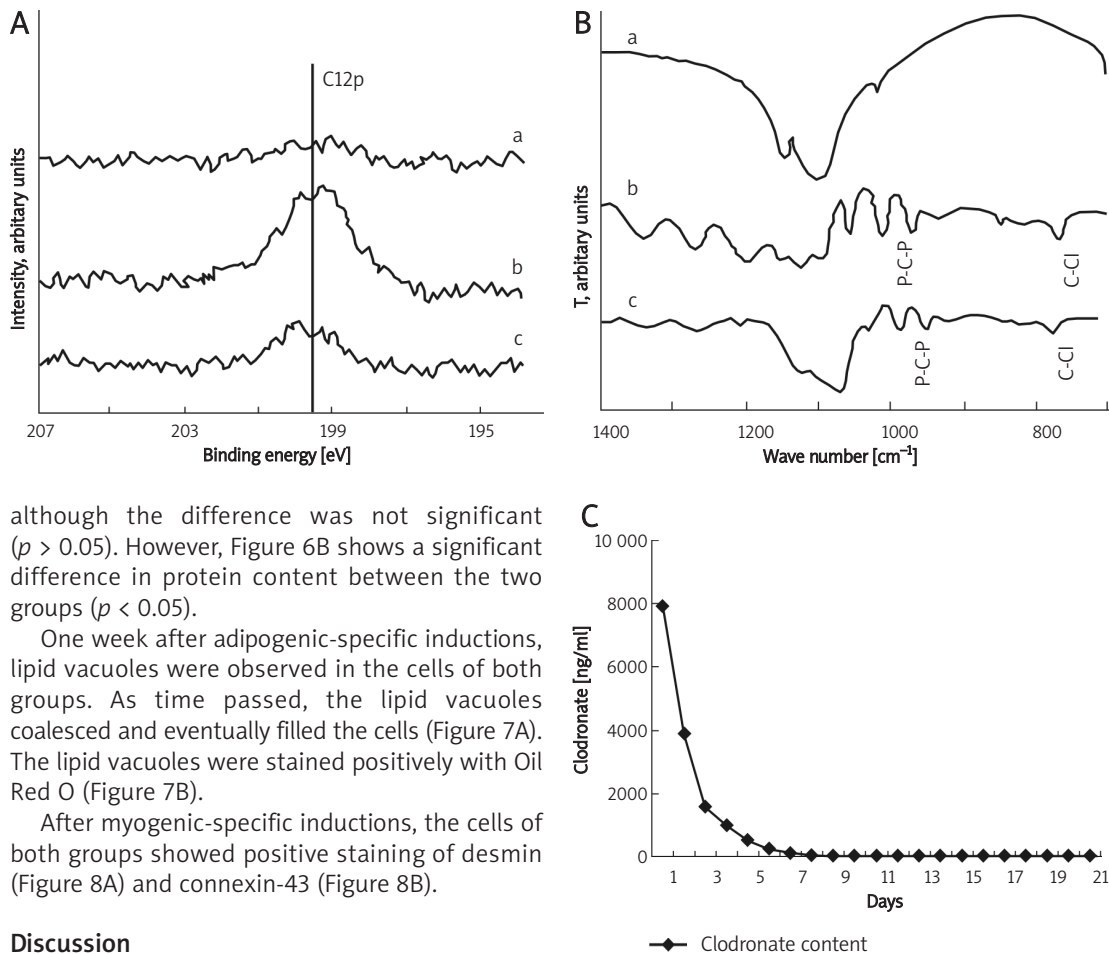 A
C12p
a
b
c
Intensity, arbitary units
207 203 199 195
Binding energy [eV]
B
a
b
P-C-P
C-Cl
c
P-C-P
C-Cl
T, arbitary units
1400 1200 1000 800
Wave number [cm⁻¹]
although the difference was not significant
(p > 0.05). However, Figure 6B shows a significant
difference in protein content between the two
groups (p < 0.05).
One week after adipogenic-specific inductions,
lipid vacuoles were observed in the cells of both
groups. As time passed, the lipid vacuoles
coalesced and eventually filled the cells (Figure 7A).
The lipid vacuoles were stained positively with Oil
Red O (Figure 7B).
After myogenic-specific inductions, the cells of
both groups showed positive staining of desmin
(Figure 8A) and connexin-43 (Figure 8B).
Discussion
C
Clodronate [ng/ml]
10 000
8000
6000
4000
2000
0
1 3 5 7 9 11 13 15 17 19 21
Days
Clodronate content